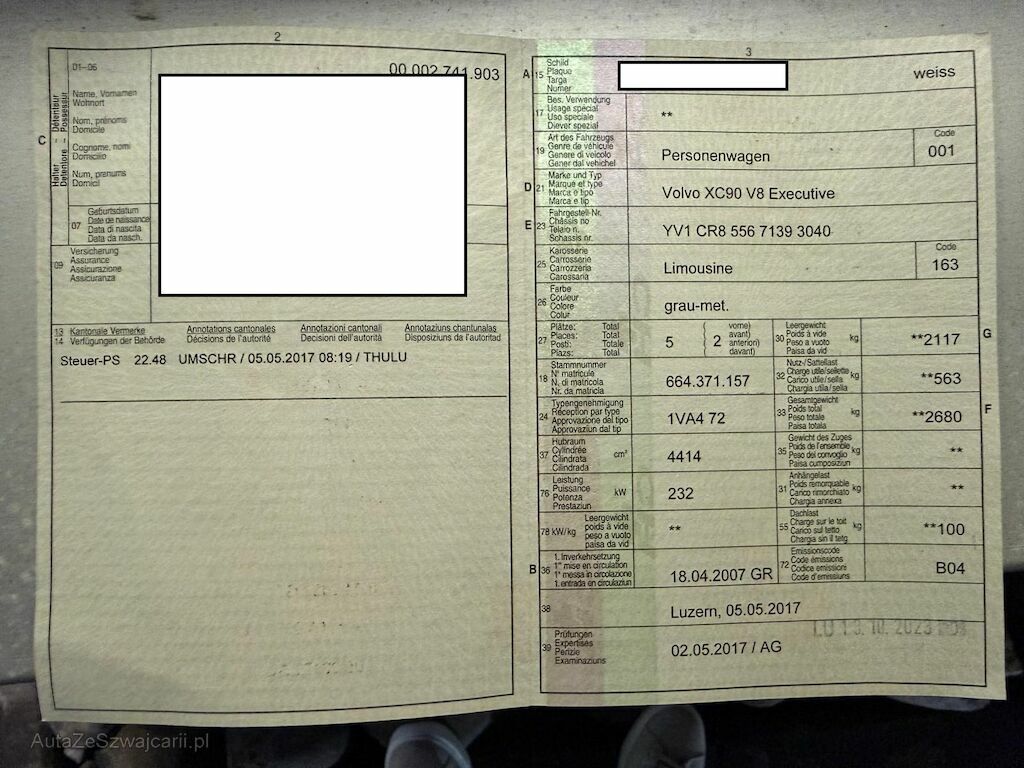 2
01–06
00.002.741.903
C
Halter – Détenteur
Detentore – Possessur
Name, Vornamen
Wohnort
Nom, prénoms
Domicile
Cognome, nomi
Domicilio
Num, prenums
Domicil
07
Geburtsdatum
Date de naissance
Data di nascita
Data da nasch.
09
Versicherung
Assurance
Assicurazione
Assicuranza
13 Kantonale Vermerke Annotations cantonales Annotazioni cantonali Annotaziuns chantunalas
14 Verfügungen der Behörde Décisions de l'autorité Decisioni dell'autorità Disposiziuns da l'autoritad
Steuer-PS 22.48 UMSCHR / 05.05.2017 08:19 / THULU
3
A 15
Schild
Plaque
Targa
Numer
weiss
17
Bes. Verwendung
Usage spécial
Uso speciale
Diever spezial
**
19
Art des Fahrzeugs
Genre de véhicule
Genere di veicolo
Gener dal vehichel
Personenwagen
Code
001
D 21
Marke und Typ
Marque et type
Marca e tipo
Marca e tip
Volvo XC90 V8 Executive
E 23
Fahrgestell-Nr.
Châssis no
Telaio n.
Schassis nr.
YV1 CR8 556 7139 3040
25
Karosserie
Carrosserie
Carrozzeria
Carossaria
Limousine
Code
163
26
Farbe
Couleur
Colore
Colur
grau-met.
27
Plätze: Total
Places: Total
Posti: Totale
Plazs: Total
5
( vorne)
( 2 avant)
( anteriori)
( davant)
30
Leergewicht
Poids à vide
Peso a vuoto
Paisa da vid
kg
**2117
G
18
Stammnummer
N° matricule
N. di matricola
Nr. da matricla
664.371.157
32
Nutz-/Sattellast
Charge utile/sellette
Carico utile/sella
Chargia utila/sella
kg
**563
24
Typengenehmigung
Réception par type
Approvazione del tipo
Approvaziun dal tip
1VA4 72
33
Gesamtgewicht
Poids total
Peso totale
Paisa totala
kg
**2680
F
37
Hubraum
Cylindrée
Cilindrata
Cilindrada
cm³
4414
35
Gewicht des Zuges
Poids de l'ensemble
Peso del convoglio
Paisa cumposiziun
kg
**
76
Leistung
Puissance
Potenza
Prestaziun
kW
232
31
Anhängelast
Poids remorquable
Carico rimorchiato
Chargia annexa
kg
**
78 kW/kg
Leergewicht
poids à vide
peso a vuoto
paisa da vid
**
55
Dachlast
Charge sur le toit
Carico sul tetto
Chargia sin il tetg
kg
**100
B 36
1. Inverkehrsetzung
1re mise en circulation
1a messa in circolazione
1. entrada en circulaziun
18.04.2007 GR
72
Emissionscode
Code émissions
Codice emissioni
Code d'emissiuns
B04
38
Luzern, 05.05.2017
39
Prüfungen
Expertises
Perizie
Examinaziuns
02.05.2017 / AG
LU 13.10.2023
AutaZeSzwajcarii.pl